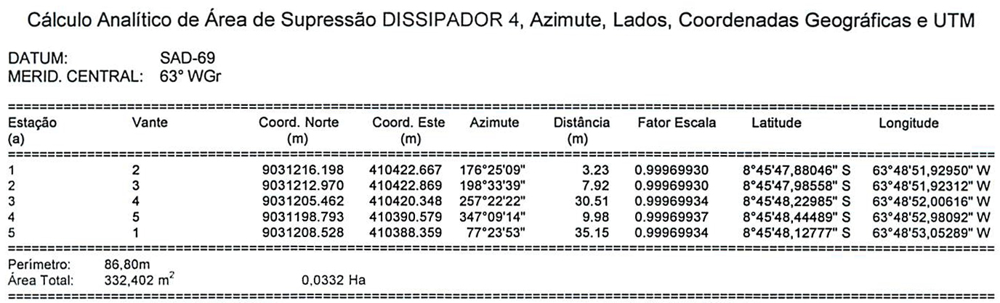 Cálculo Analítico de Área de Supressão DISSIPADOR 4, Azimute, Lados, Coordenadas Geográficas e UTM
DATUM: SAD-69
MERID. CENTRAL: 63° WGr
Estação Vante Coord. Norte Coord. Este Azimute Distância Fator Escala Latitude Longitude
(a) (m) (m) (m)
1 2 9031216.198 410422.667 176°25'09" 3.23 0.99969930 8°45'47,88046" S 63°48'51,92950" W
2 3 9031212.970 410422.869 198°33'39" 7.92 0.99969930 8°45'47,98558" S 63°48'51,92312" W
3 4 9031205.462 410420.348 257°22'22" 30.51 0.99969934 8°45'48,22985" S 63°48'52,00616" W
4 5 9031198.793 410390.579 347°09'14" 9.98 0.99969937 8°45'48,44489" S 63°48'52,98092" W
5 1 9031208.528 410388.359 77°23'53" 35.15 0.99969934 8°45'48,12777" S 63°48'53,05289" W
Perímetro: 86,80m
Área Total: 332,402 m² 0,0332 Ha